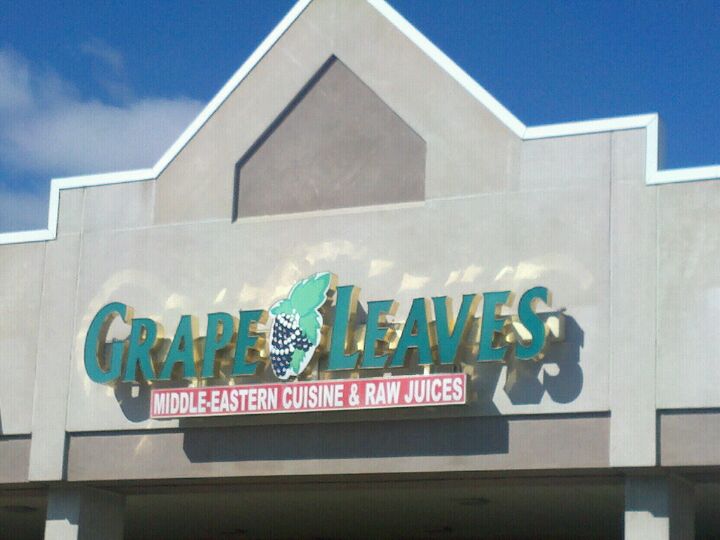 GRAPE LEAVES
MIDDLE-EASTERN CUISINE & RAW JUICES